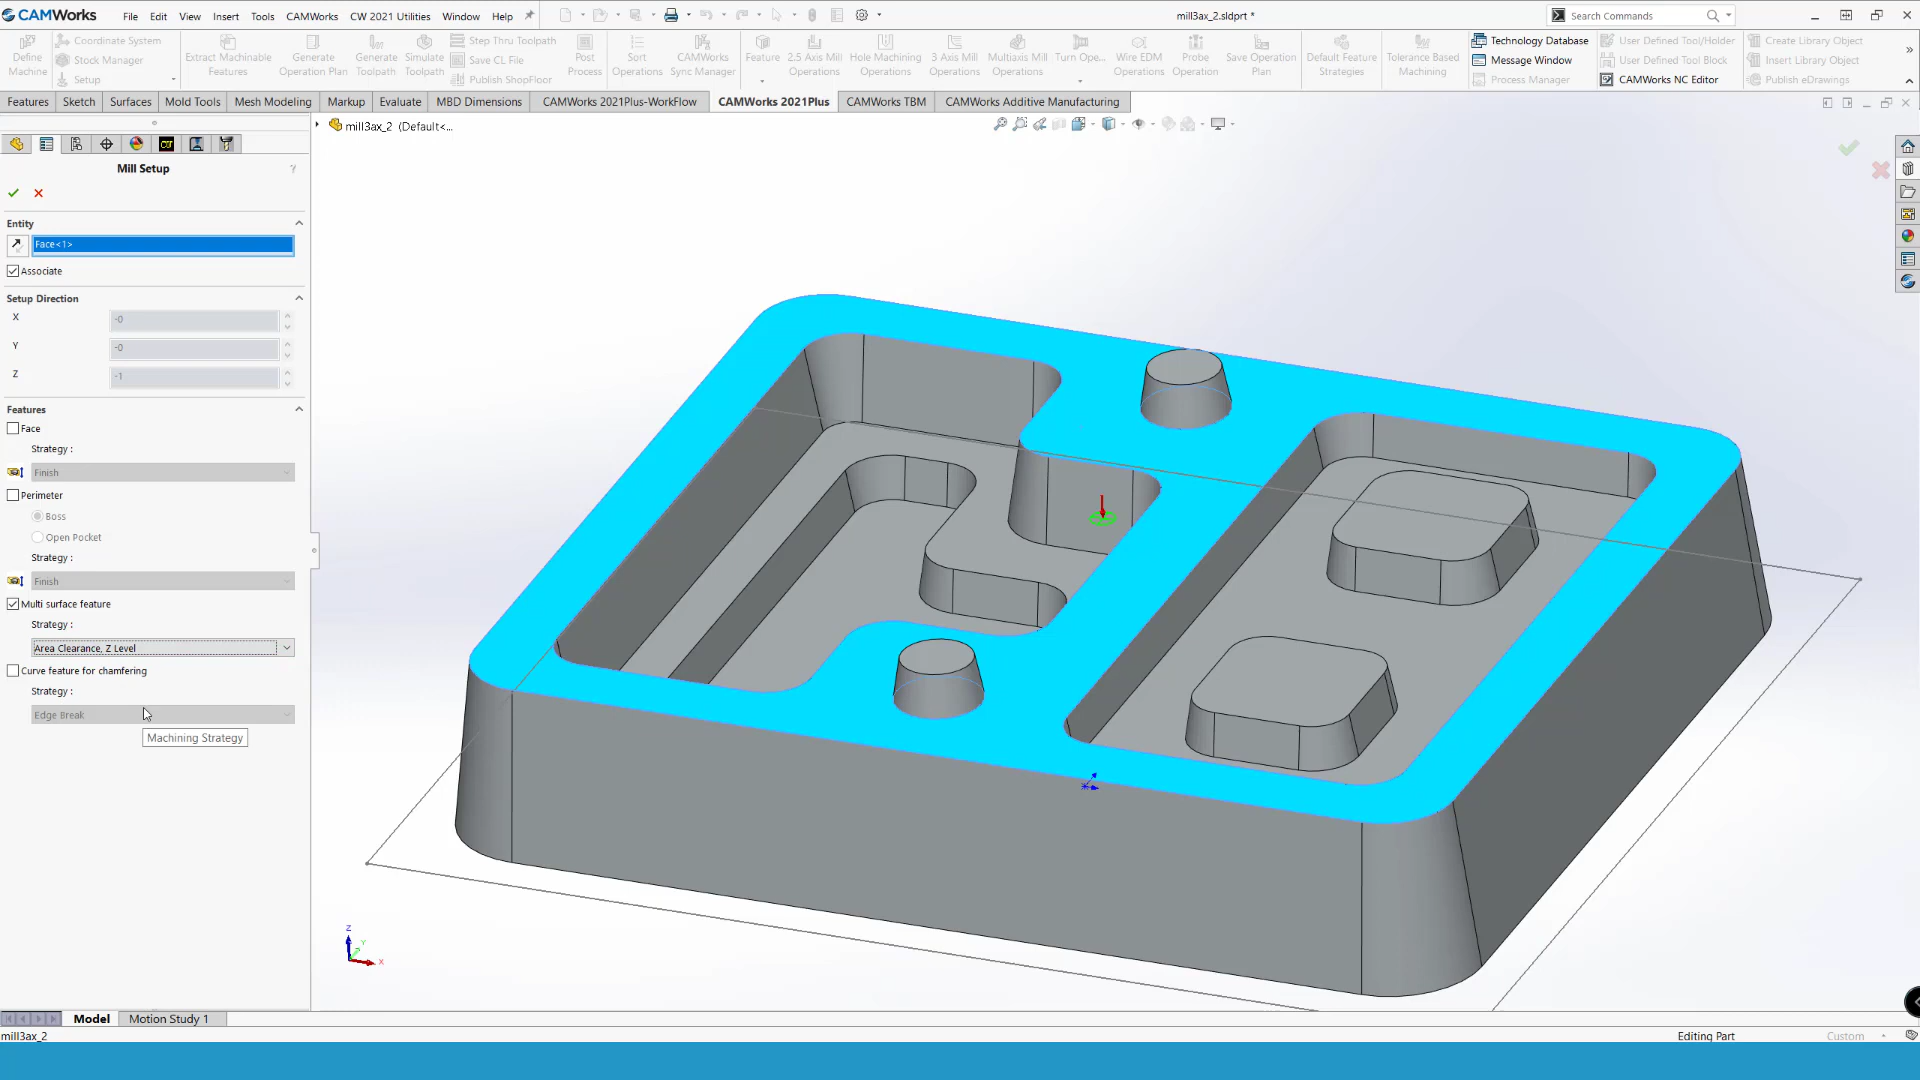 CAMWorks File Edit View Insert Tools CAMWorks CW 2021 Utilities Window Help mill3ax_2.sldprt * Search Commands
Define Machine
Coordinate System
Stock Manager
Setup
Extract Machinable Features
Generate Operation Plan
Generate Toolpath
Simulate Toolpath
Step Thru Toolpath
Save CL File
Publish ShopFloor
Post Process
Sort Operations
CAMWorks Sync Manager
Feature
2.5 Axis Mill Operations
Hole Machining Operations
3 Axis Mill Operations
Multiaxis Mill Operations
Turn Ope...
Wire EDM Operations
Probe Operation
Save Operation Plan
Default Feature Strategies
Tolerance Based Machining
Technology Database
Message Window
Process Manager
User Defined Tool/Holder
User Defined Tool Block
CAMWorks NC Editor
Create Library Object
Insert Library Object
Publish eDrawings
Features Sketch Surfaces Mold Tools Mesh Modeling Markup Evaluate MBD Dimensions CAMWorks 2021Plus-WorkFlow CAMWorks 2021Plus CAMWorks TBM CAMWorks Additive Manufacturing
mill3ax_2 (Default<...
Mill Setup
Entity
Face<1>
Associate
Setup Direction
X -0
Y -0
Z -1
Features
Face
Strategy :
Finish
Perimeter
Boss
Open Pocket
Strategy :
Finish
Multi surface feature
Strategy :
Area Clearance, Z Level
Curve feature for chamfering
Strategy :
Edge Break
Machining Strategy
Z
Y
X
Model Motion Study 1
mill3ax_2 Editing Part Custom